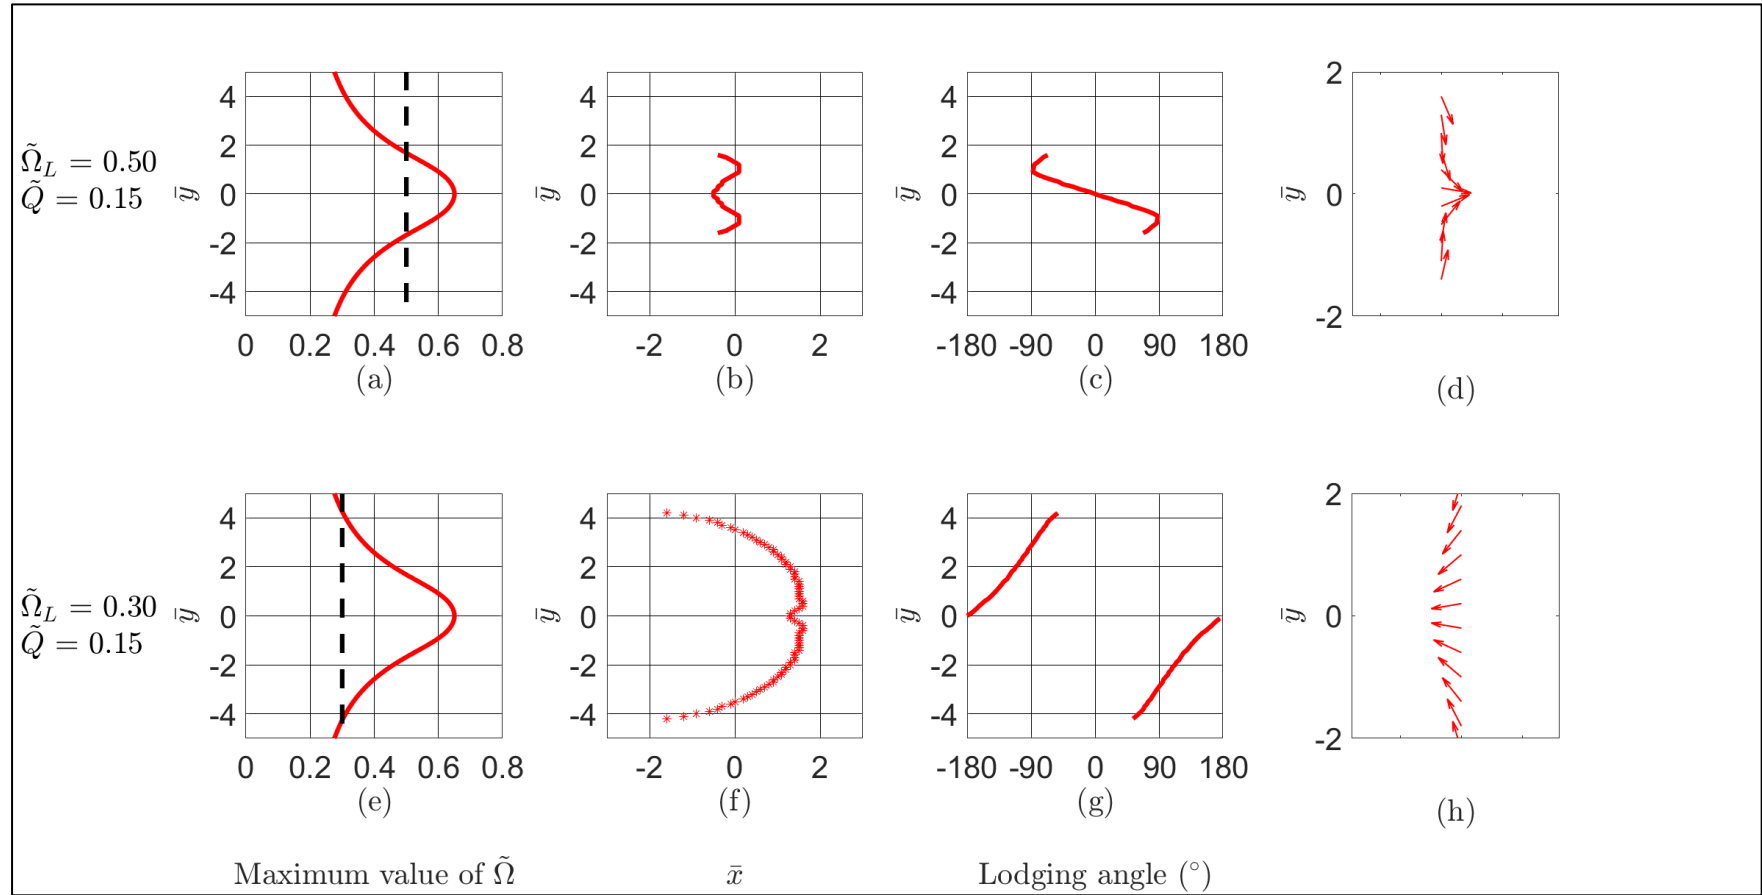 Ω̃_L = 0.50
Q̃ = 0.15
ȳ
4
2
0
-2
-4
0 0.2 0.4 0.6 0.8
(a)
ȳ
4
2
0
-2
-4
-2 0 2
(b)
ȳ
4
2
0
-2
-4
-180 -90 0 90 180
(c)
ȳ
2
0
-2
(d)
Ω̃_L = 0.30
Q̃ = 0.15
ȳ
4
2
0
-2
-4
0 0.2 0.4 0.6 0.8
(e)
ȳ
4
2
0
-2
-4
-2 0 2
(f)
ȳ
4
2
0
-2
-4
-180 -90 0 90 180
(g)
ȳ
2
0
-2
(h)
Maximum value of Ω̃
x̄
Lodging angle (°)